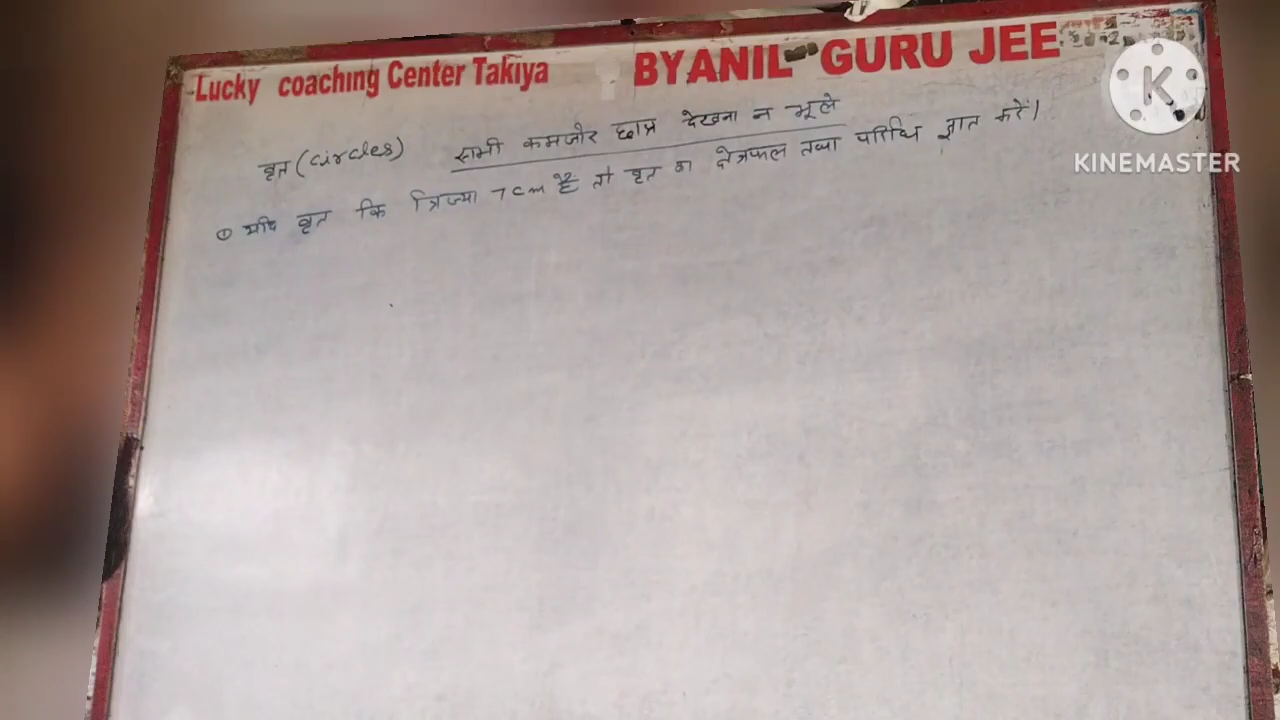 Lucky coaching Center Takiya BYANIL GURU JEE
वृत (circles) सभी कमजोर छात्र देखना न भूले
① यदि वृत कि त्रिज्या 7cm है तो वृत का क्षेत्रफल तथा परिधि ज्ञात करें।
KINEMASTER